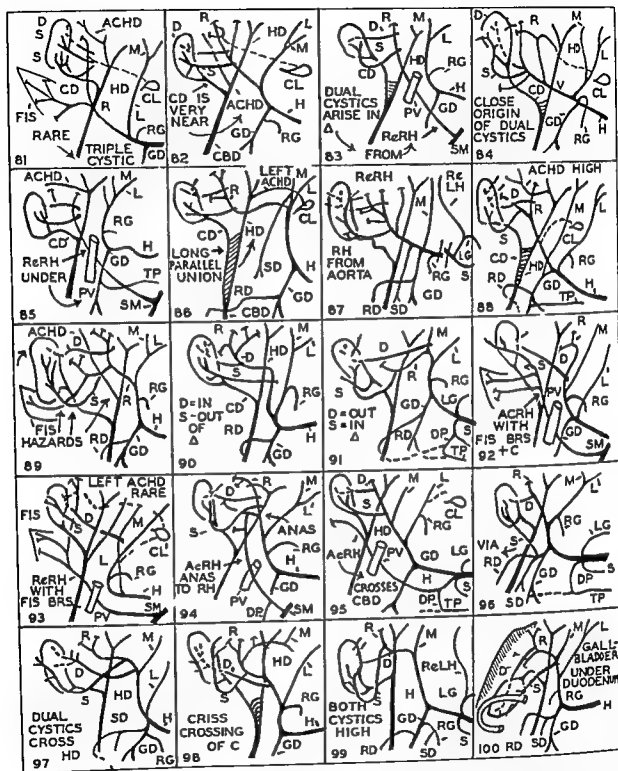 D
S
R
ACHD
HD
M
L
CD
R
CL
FIS
RARE
RG
GD
TRIPLE
CYSTIC
81
D
R
HD
L
M
S
CL
CD IS
VERY
NEAR
ACHD
H
GD
RG
CBD
82
D
R
M
L
S
CD
HD
DUAL
CYSTICS
ARISE IN
Δ
H
GD
RG
PV
ReRH
FROM
SM
83
D
R
M
L
HD
S
CD
V
CL
CLOSE
ORIGIN
OF DUAL
CYSTICS
GD
RG
H
84
ACHD
M
L
RG
CD
H
ReRH
UNDER
GD
TP
PV
SM
85
R
LEFT
ACHD
M
L
CL
CD
HD
LONG
PARALLEL
UNION
SD
H
RD
GD
CBD
86
ReRH
Re
LH
M
RH
FROM
AORTA
H
LG
RG
S
GD
RD
SD
87
ACHD HIGH
D
M
L
R
S
CL
RG
CD
HD
H
GD
RD
TP
88
ACHD
M
D
L
S
R
RG
FIS
HAZARDS
GD
H
RD
89
R
HD
M
L
D
S
RG
D=IN
S-OUT
OF
Δ
CD
RD
GD
H
90
D
M
L
R
S
RG
D=OUT
S=IN
Δ
GD
LG
RD
DP
S
TP
91
R
M
D
L
S
PV
RG
ACRH
WITH
FIS BRS
+C
GD
H
SM
92
LEFT ACHD
RARE
FIS
D
M
L
S
CL
L
RG
H
ReRH
WITH
FIS BRS
GD
PV
SM
93
R
M
L
D
S
ANAS
RG
AcRH
ANAS
TO RH
H
GD
PV
DP
SM
94
R
M
L
D
S
HD
RG
AcRH
PV
GD
LG
CROSSES
CBD
H
S
DP
TP
95
R
M
L
D
S
RG
LG
VIA
RD
GD
S
DP
SD
TP
96
R
M
D
L
S
HD
RG
DUAL
CYSTICS
CROSS
SD
H
HD
GD
RG
97
R
HD
M
D
L
S
RG
CRISS
CROSSING
OF C
H
GD
98
R
M
D
L
ReLH
S
LG
BOTH
CYSTICS
HIGH
RG
GD
H
S
RD
SD
99
M
R
L
GALL
BLADDER
UNDER
DUODENUM
D
S
RG
H
GD
RD
SD
100